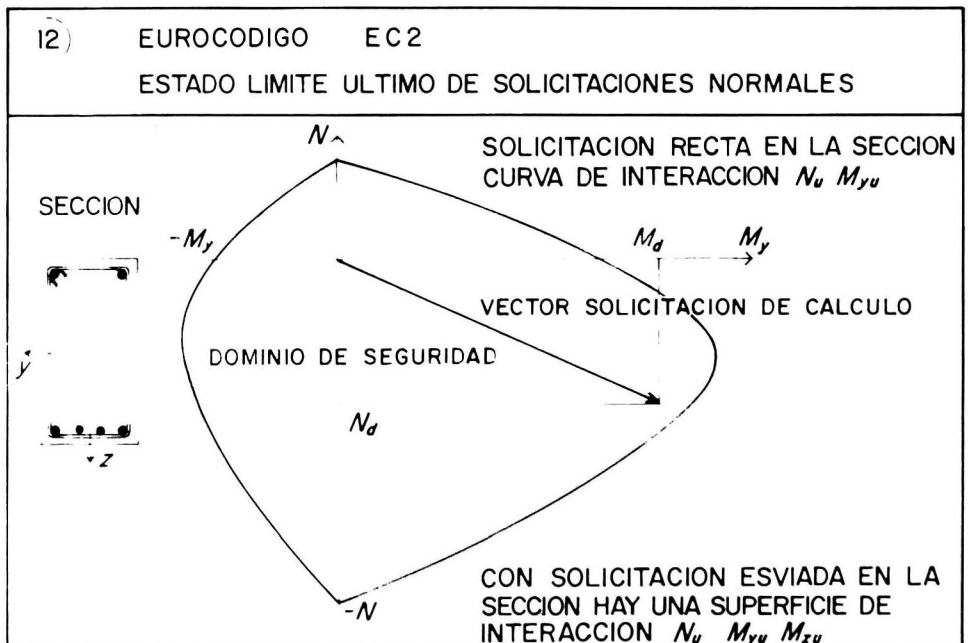 12) EUROCODIGO EC2
ESTADO LIMITE ULTIMO DE SOLICITACIONES NORMALES
N
SOLICITACION RECTA EN LA SECCION
CURVA DE INTERACCION Nu Myu
SECCION
-My
Md
My
VECTOR SOLICITACION DE CALCULO
DOMINIO DE SEGURIDAD
y
Nd
z
-N
CON SOLICITACION ESVIADA EN LA
SECCION HAY UNA SUPERFICIE DE
INTERACCION Nu Myu Mzu